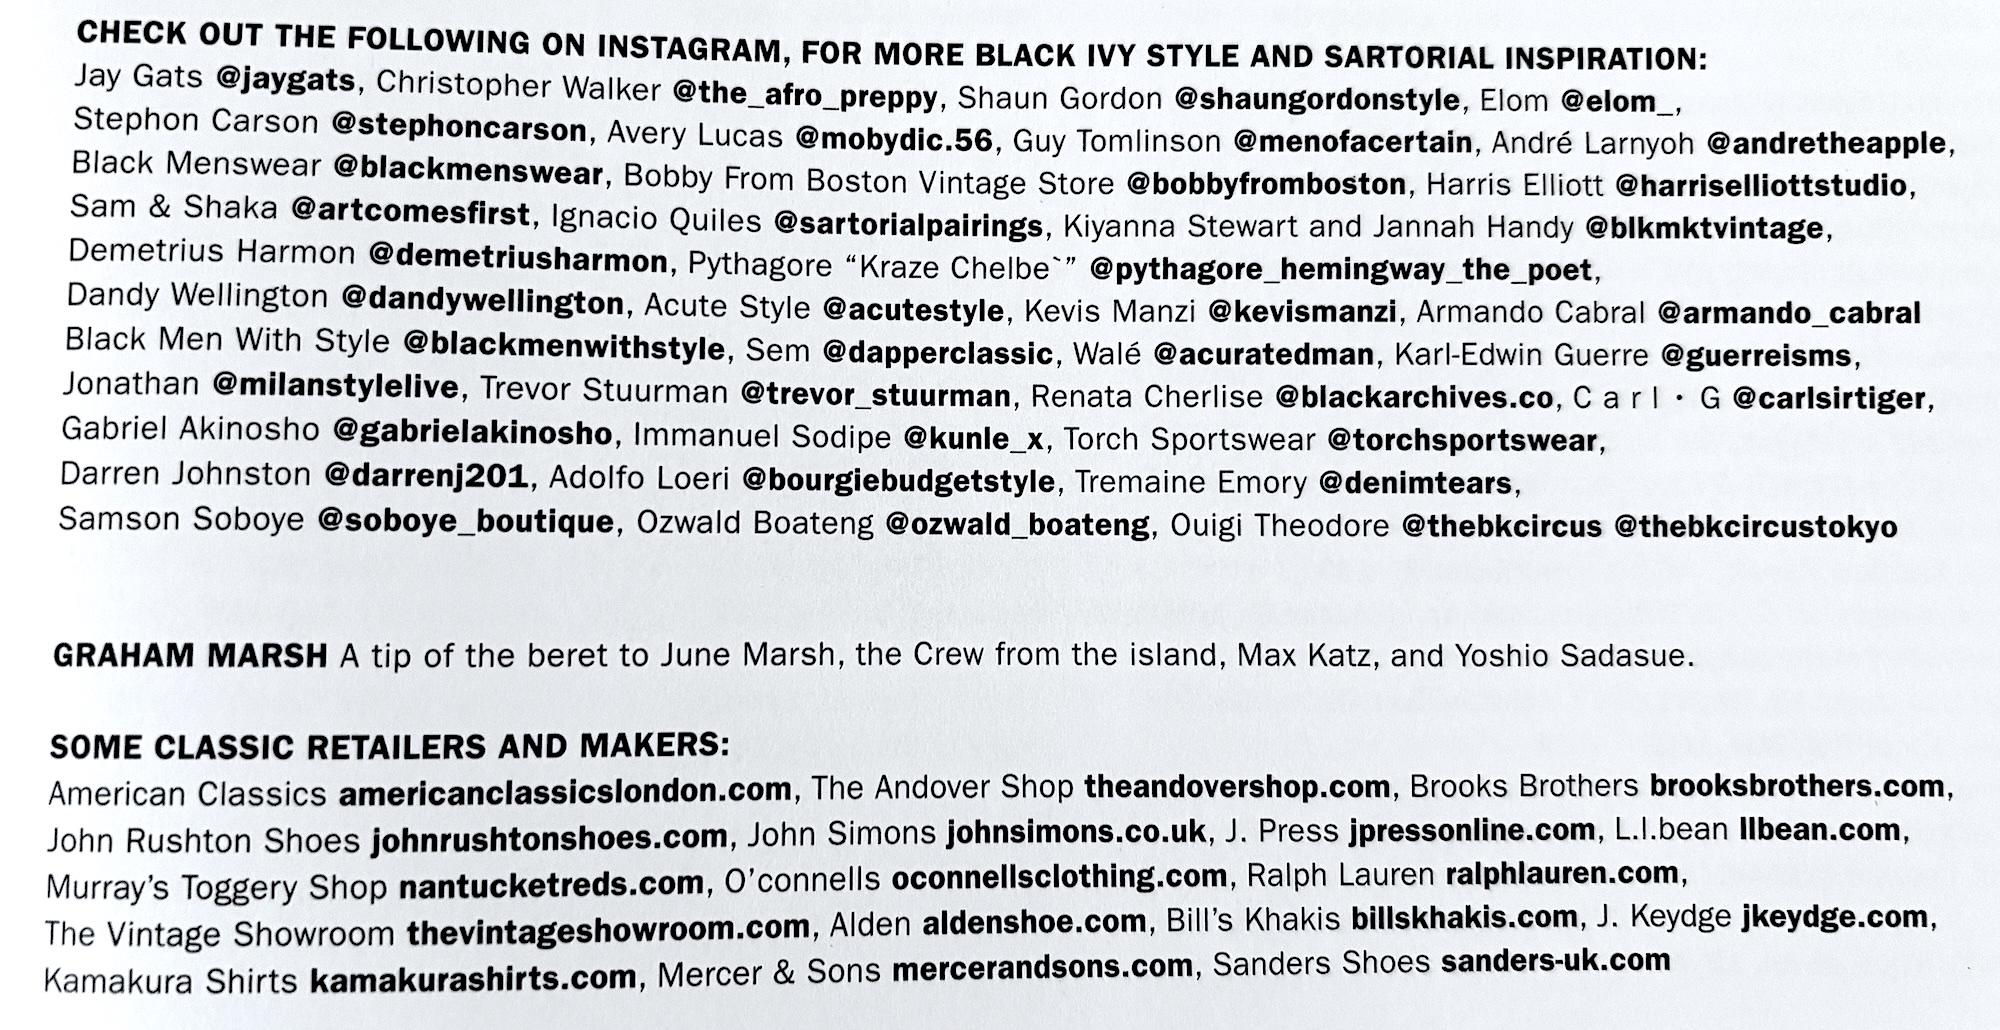 CHECK OUT THE FOLLOWING ON INSTAGRAM, FOR MORE BLACK IVY STYLE AND SARTORIAL INSPIRATION:
Jay Gats @jaygats, Christopher Walker @the_afro_preppy, Shaun Gordon @shaungordonstyle, Elom @elom_,
Stephon Carson @stephoncarson, Avery Lucas @mobydic.56, Guy Tomlinson @menofacertain, André Larnyoh @andretheapple,
Black Menswear @blackmenswear, Bobby From Boston Vintage Store @bobbyfromboston, Harris Elliott @harriselliottstudio,
Sam & Shaka @artcomesfirst, Ignacio Quiles @sartorialpairings, Kiyanna Stewart and Jannah Handy @blkmktvintage,
Demetrius Harmon @demetriusharmon, Pythagore “Kraze Chelbe`” @pythagore_hemingway_the_poet,
Dandy Wellington @dandywellington, Acute Style @acutestyle, Kevis Manzi @kevismanzi, Armando Cabral @armando_cabral
Black Men With Style @blackmenwithstyle, Sem @dapperclassic, Walé @acuratedman, Karl-Edwin Guerre @guerreisms,
Jonathan @milanstylelive, Trevor Stuurman @trevor_stuurman, Renata Cherlise @blackarchives.co, C a r l · G @carlsirtiger,
Gabriel Akinosho @gabrielakinosho, Immanuel Sodipe @kunle_x, Torch Sportswear @torchsportswear,
Darren Johnston @darrenj201, Adolfo Loeri @bourgiebudgetstyle, Tremaine Emory @denimtears,
Samson Soboye @soboye_boutique, Ozwald Boateng @ozwald_boateng, Ouigi Theodore @thebkcircus @thebkcircustokyo
GRAHAM MARSH A tip of the beret to June Marsh, the Crew from the island, Max Katz, and Yoshio Sadasue.
SOME CLASSIC RETAILERS AND MAKERS:
American Classics americanclassicslondon.com, The Andover Shop theandovershop.com, Brooks Brothers brooksbrothers.com,
John Rushton Shoes johnrushtonshoes.com, John Simons johnsimons.co.uk, J. Press jpressonline.com, L.l.bean llbean.com,
Murray’s Toggery Shop nantucketreds.com, O’connells oconnellsclothing.com, Ralph Lauren ralphlauren.com,
The Vintage Showroom thevintageshowroom.com, Alden aldenshoe.com, Bill’s Khakis billskhakis.com, J. Keydge jkeydge.com,
Kamakura Shirts kamakurashirts.com, Mercer & Sons mercerandsons.com, Sanders Shoes sanders-uk.com